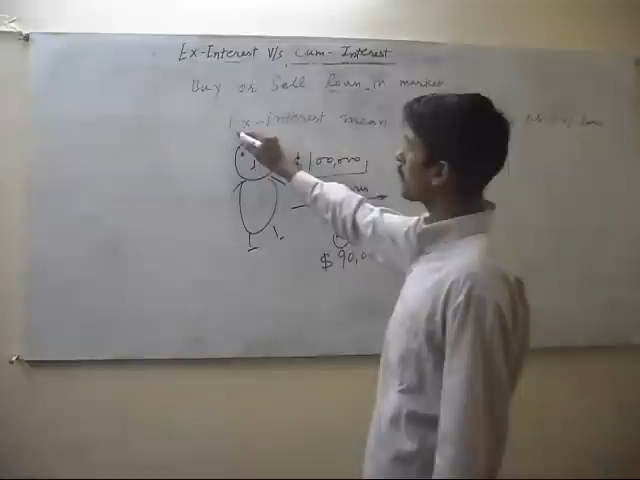 Ex-Interest V/s Cum-Interest
Buy or Sell Loan in market
Ex-interest mean
$ 100,000,
$ 90,0